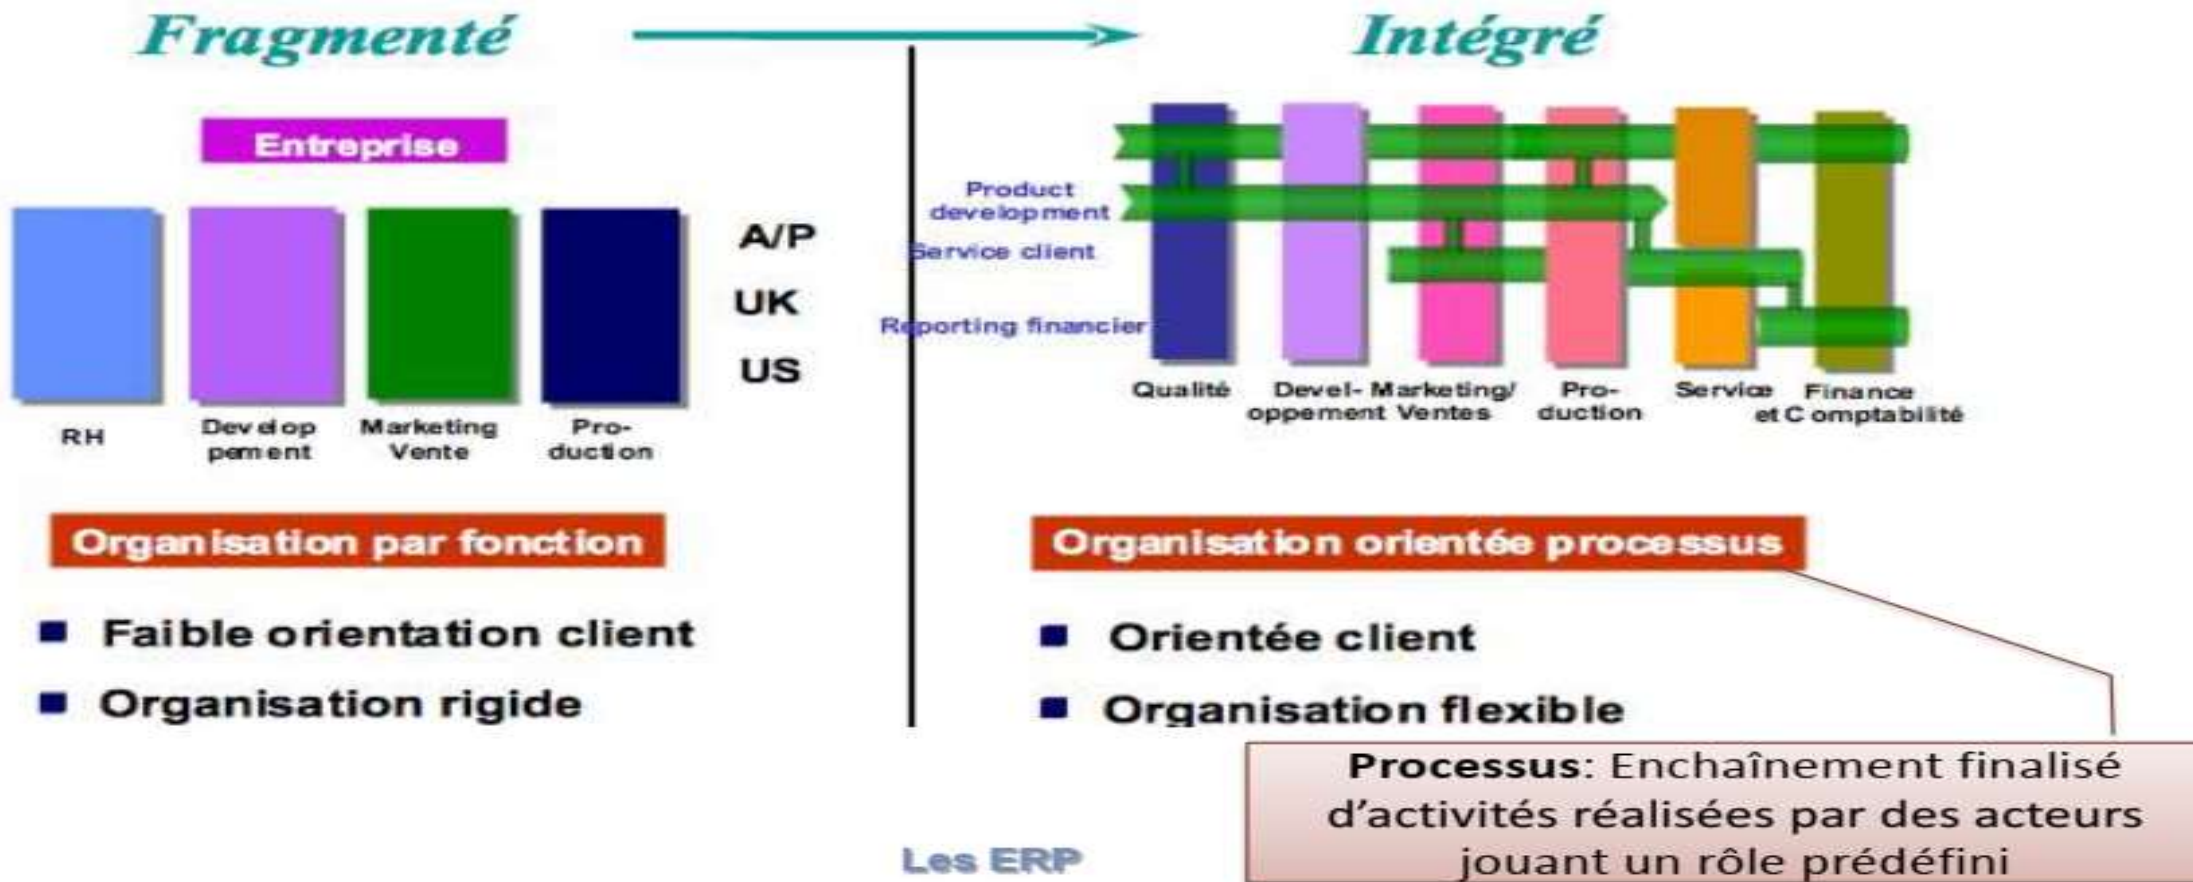 Fragmenté
Intégré
Entreprise
A/P
UK
US
RH
Develop
pement
Marketing
Vente
Pro-
duction
Product
development
Service client
Reporting financier
Qualité
Devel-
oppement
Marketing/
Ventes
Pro-
duction
Service
Finance
et Comptabilité
Organisation par fonction
Faible orientation client
Organisation rigide
Organisation orientée processus
Orientée client
Organisation flexible
Processus: Enchaînement finalisé
d'activités réalisées par des acteurs
jouant un rôle prédéfini
Les ERP